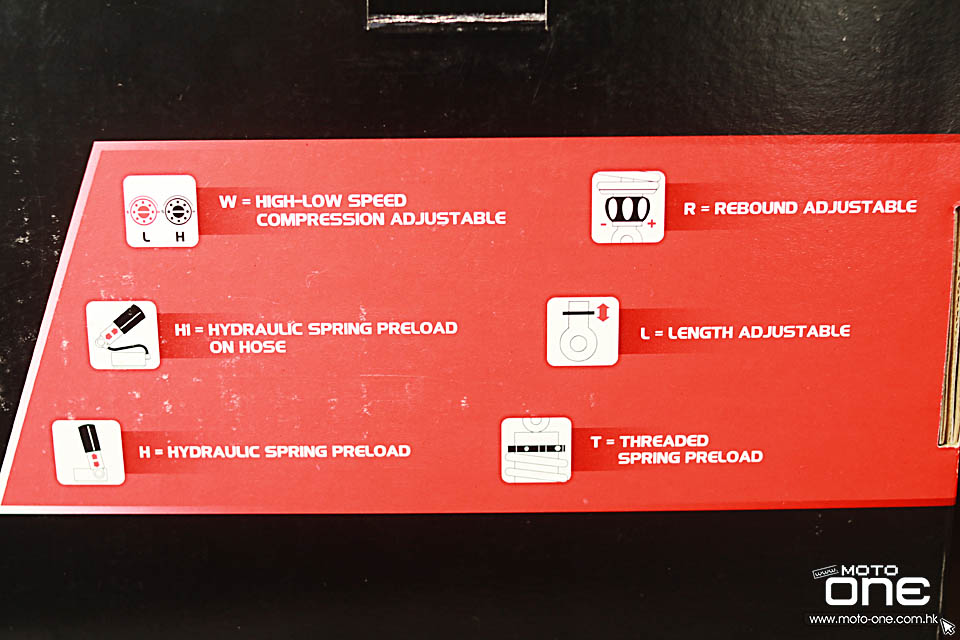 W = HIGH-LOW SPEED
COMPRESSION ADJUSTABLE
L H
R = REBOUND ADJUSTABLE
- +
H1 = HYDRAULIC SPRING PRELOAD
ON HOSE
L = LENGTH ADJUSTABLE
H = HYDRAULIC SPRING PRELOAD
T = THREADED
SPRING PRELOAD
www.
MOTO
ONE
www.moto-one.com.hk